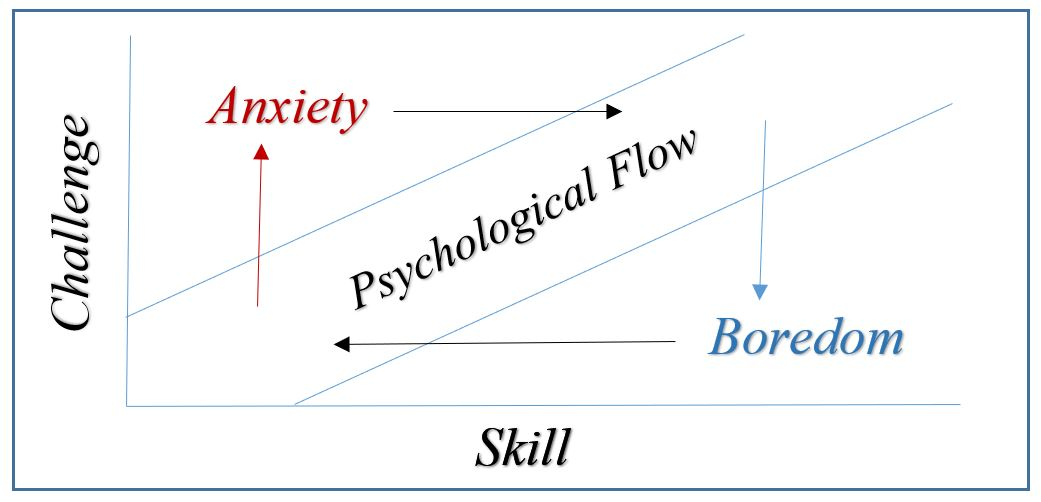 Anxiety
Challenge
Psychological Flow
Boredom
Skill